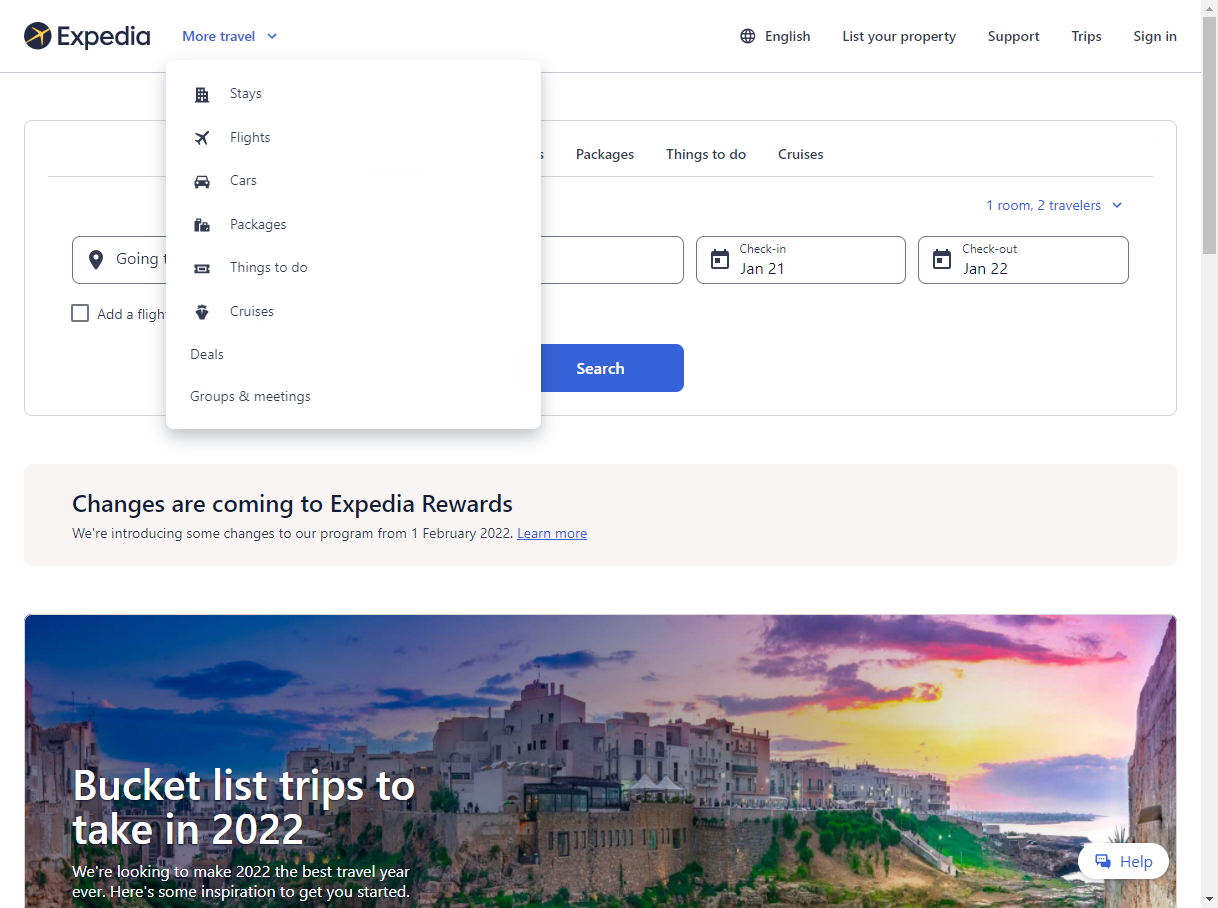 Expedia
More travel
English
List your property
Support
Trips
Sign in
Stays
Flights
Cars
Packages
Things to do
Cruises
Deals
Groups & meetings
s
Packages
Things to do
Cruises
1 room, 2 travelers
Going t
Check-in
Jan 21
Check-out
Jan 22
Add a fligh
Search
Changes are coming to Expedia Rewards
We're introducing some changes to our program from 1 February 2022. Learn more
Bucket list trips to
take in 2022
We're looking to make 2022 the best travel year
ever. Here's some inspiration to get you started.
Help